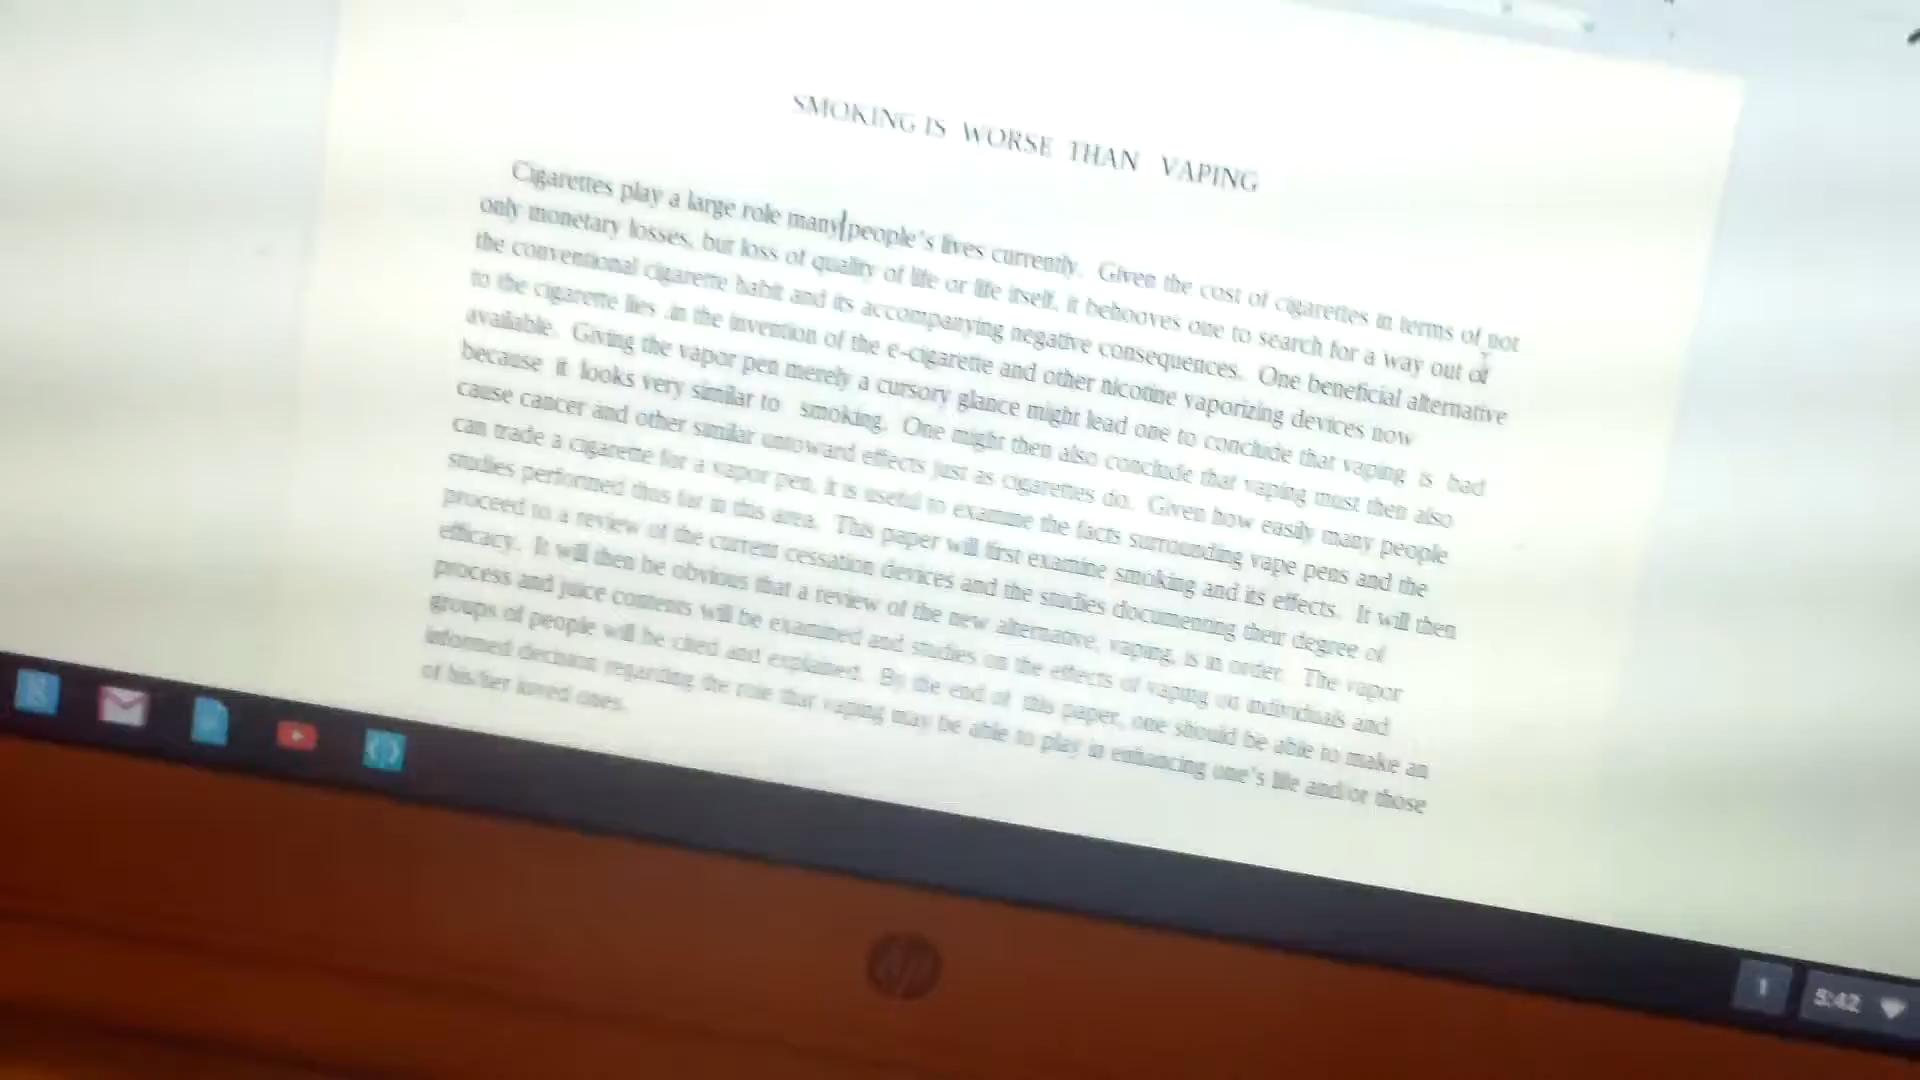 SMOKING IS WORSE THAN VAPING
Cigarettes play a large role many people's lives currently. Given the cost of cigarettes in terms of not
only monetary losses, but loss of quality of life or life itself, it behooves one to search for a way out of
the conventional cigarette habit and its accompanying negative consequences. One beneficial alternative
to the cigarette lies .in the invention of the e-cigarette and other nicotine vaporizing devices now
available. Giving the vapor pen merely a cursory glance might lead one to conclude that vaping is bad
because it looks very similar to smoking. One might then also conclude that vaping must then also
cause cancer and other similar untoward effects just as cigarettes do. Given how easily many people
can trade a cigarette for a vapor pen, it is useful to examine the facts surrounding vape pens and the
studies performed thus far in this area. This paper will first examine smoking and its effects. It will then
proceed to a review of the current cessation devices and the studies documenting their degree of
efficacy. It will then be obvious that a review of the new alternative, vaping, is in order. The vapor
process and juice contents will be examined and studies on the effects of vaping on individuals and
groups of people will be cited and explained. By the end of this paper, one should be able to make an
informed decision regarding the role that vaping may be able to play in enhancing one's life and/or those
of his/her loved ones.
hp
1
5:42